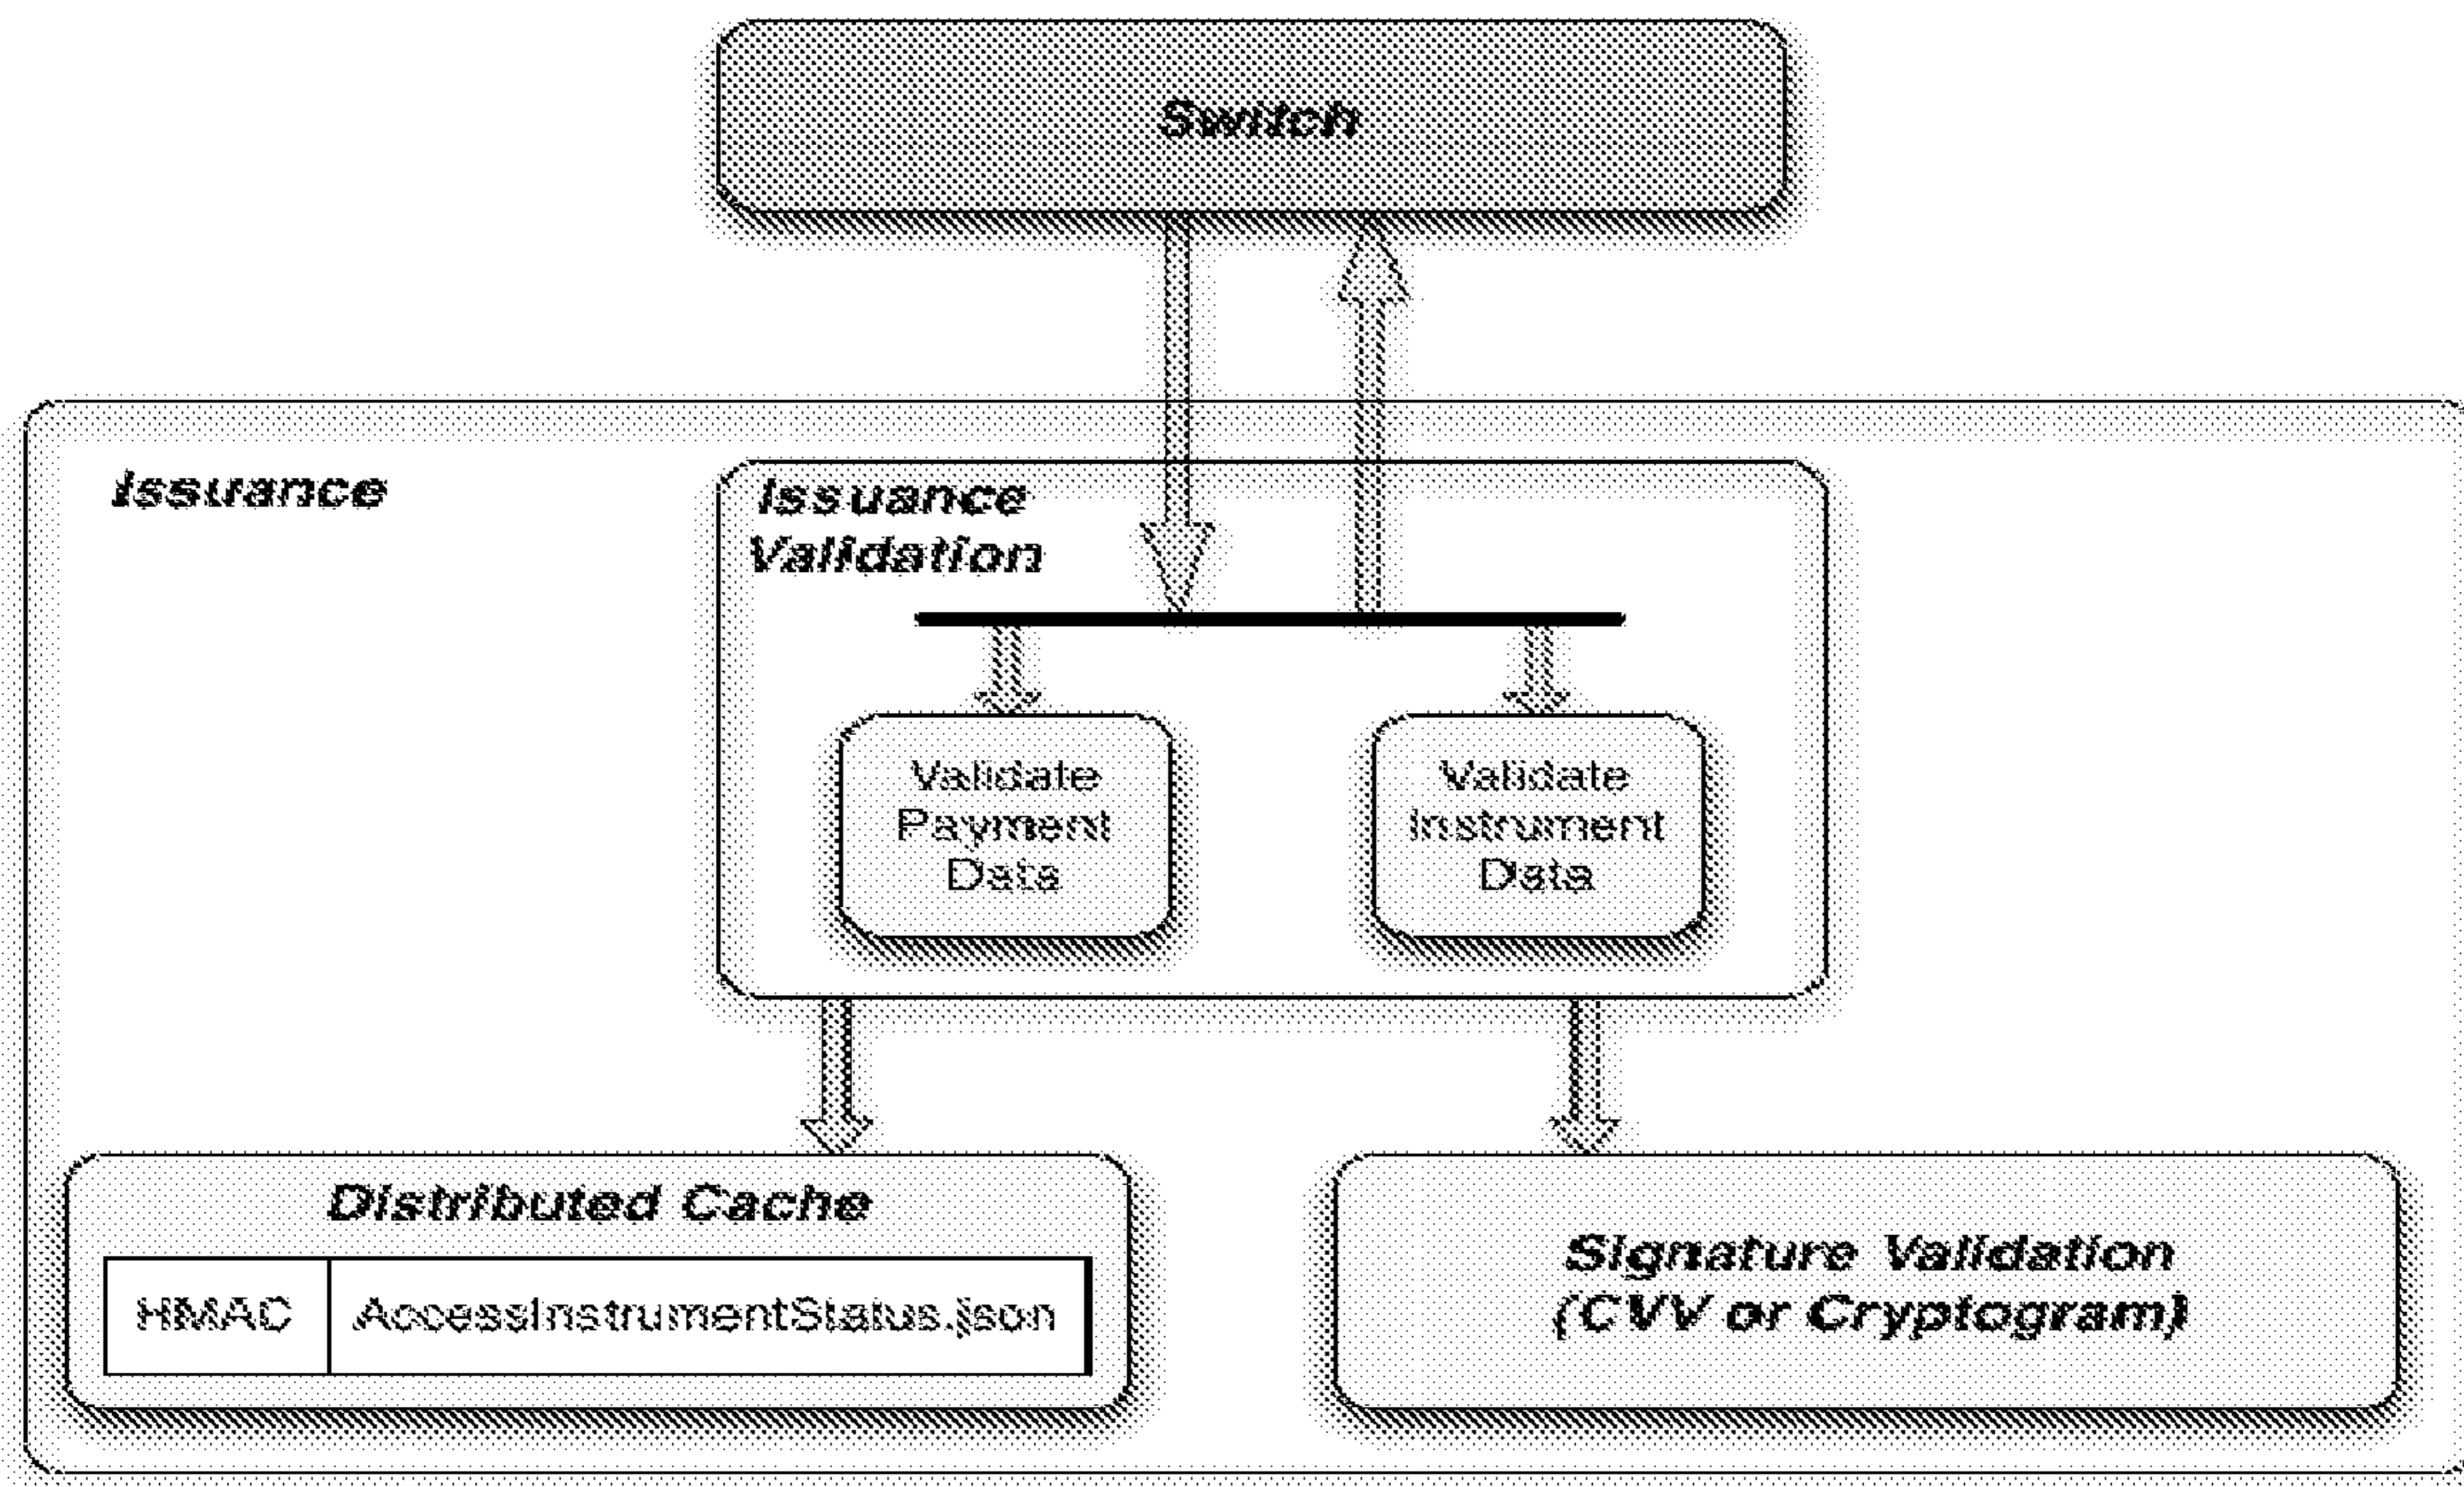 Switch
Issuance
Issuance
Validation
Validate
Payment
Data
Validate
Instrument
Data
Distributed Cache
HMAC
AccessInstrumentStatus.json
Signature Validation
(CVV or Cryptogram)